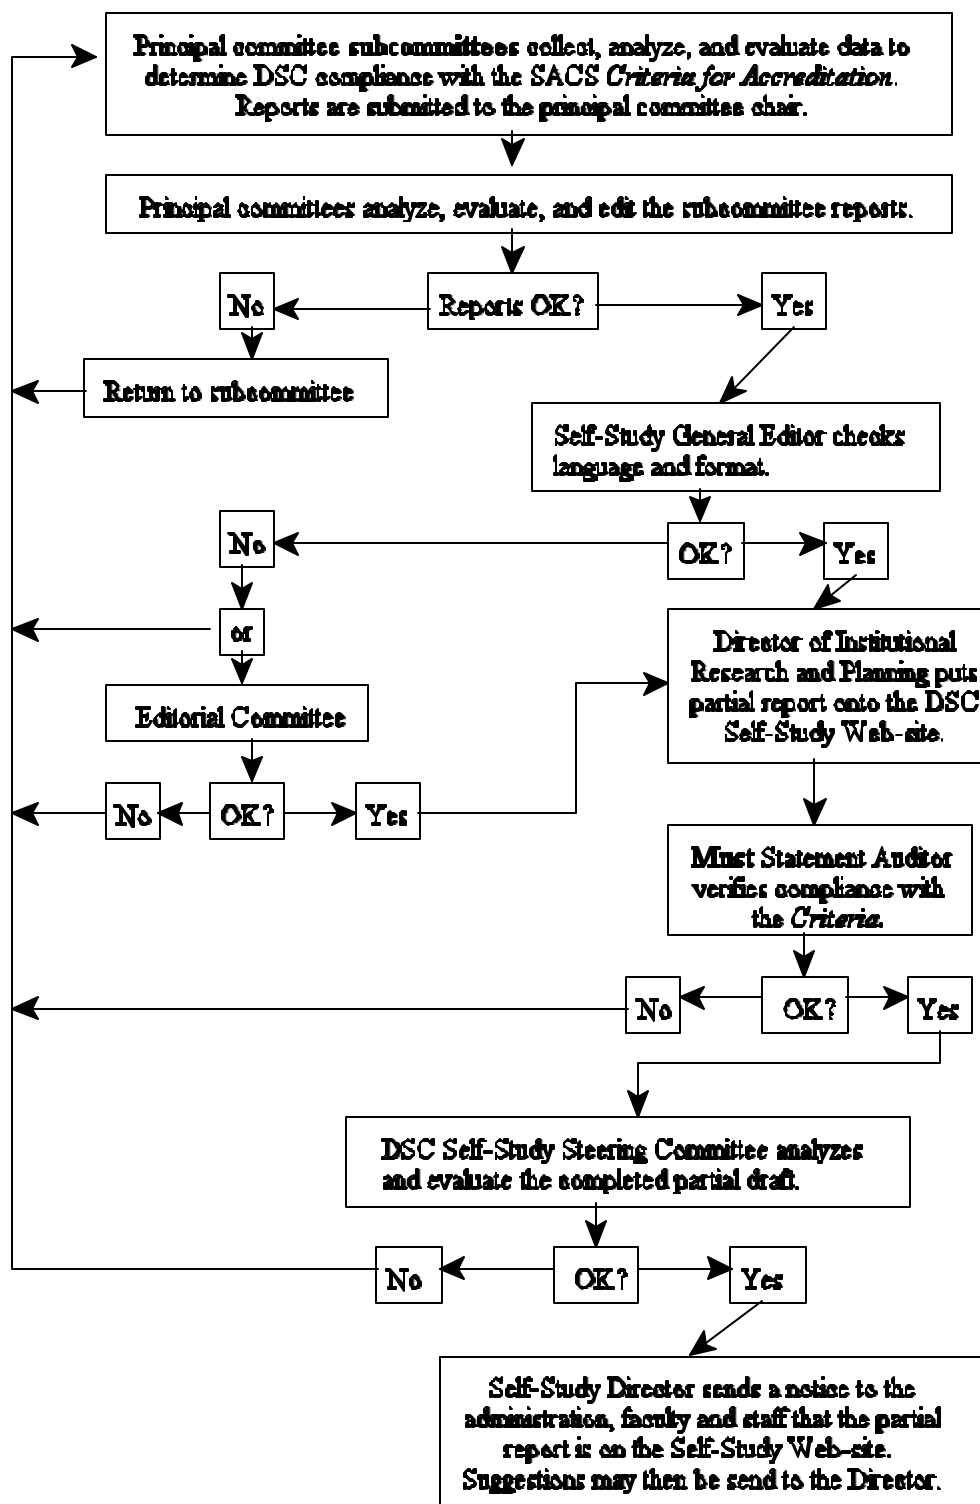 Principal committee subcommittees collect, analyze, and evaluate data to
determine DSC compliance with the SACS Criteria for Accreditation.
Reports are submitted to the principal committee chair.
Principal committees analyze, evaluate, and edit the subcommittee reports.
No
Reports OK?
Yes
Return to subcommittee
Self-Study General Editor checks
language and format.
No
OK?
Yes
or
Director of Institutional
Research and Planning puts
partial report onto the DSC
Self-Study Web-site.
Editorial Committee
No
OK?
Yes
Must Statement Auditor
verifies compliance with
the Criteria.
No
OK?
Yes
DSC Self-Study Steering Committee analyzes
and evaluate the completed partial draft.
No
OK?
Yes
Self-Study Director sends a notice to the
administration, faculty and staff that the partial
report is on the Self-Study Web-site.
Suggestions may then be send to the Director.